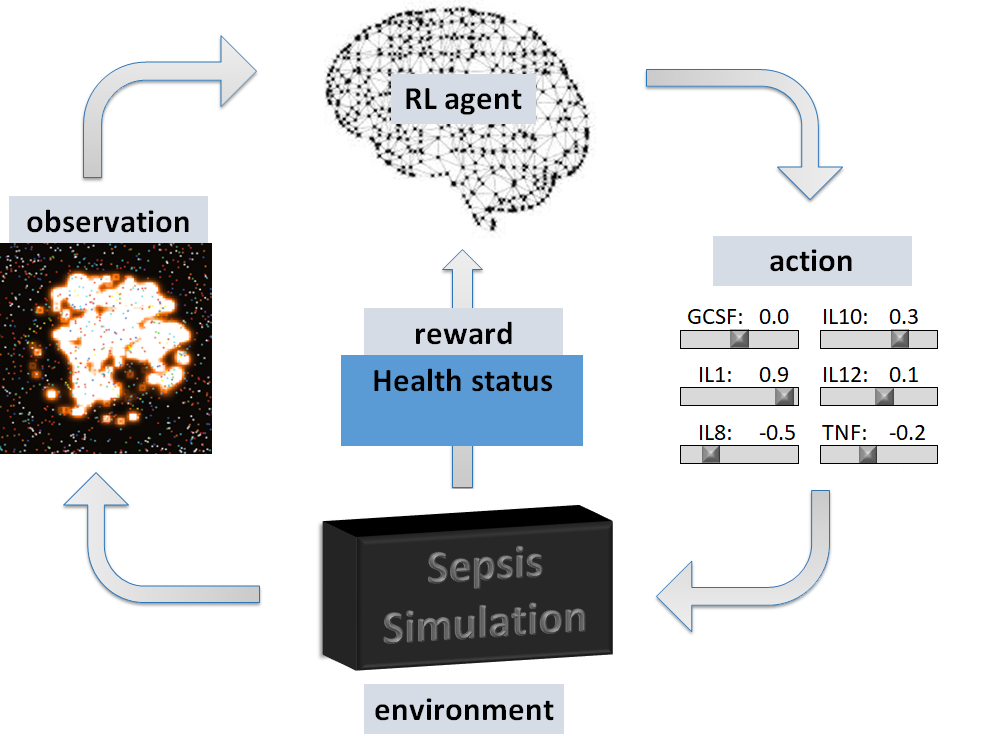 RL agent
observation
action
GCSF: 0.0 IL10: 0.3
IL1: 0.9 IL12: 0.1
IL8: -0.5 TNF: -0.2
reward
Health status
Sepsis
Simulation
environment